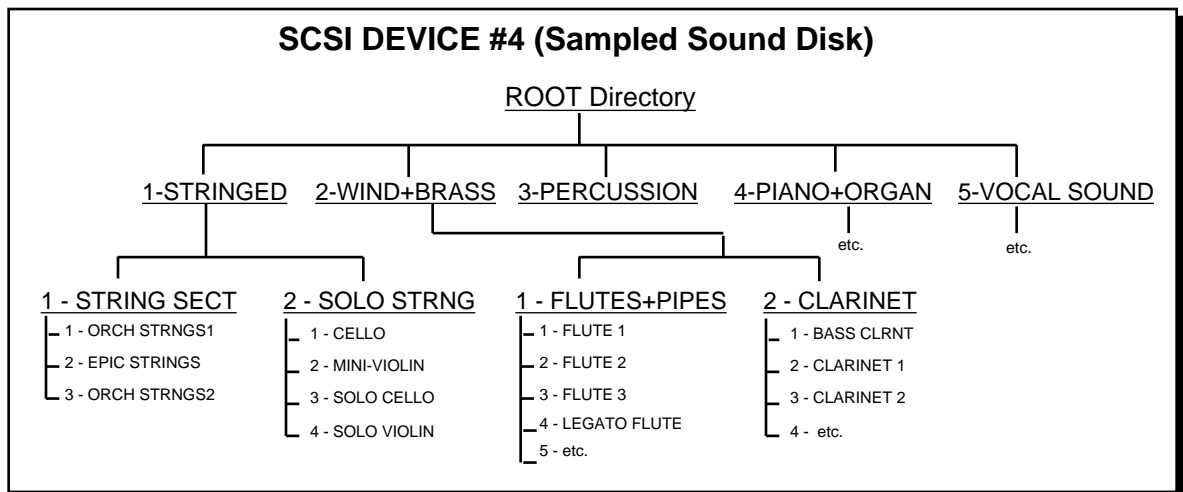 SCSI DEVICE #4 (Sampled Sound Disk)
ROOT Directory
1-STRINGED
2-WIND+BRASS
3-PERCUSSION
4-PIANO+ORGAN
5-VOCAL SOUND
etc.
etc.
1 - STRING SECT
1 - ORCH STRNGS1
2 - EPIC STRINGS
3 - ORCH STRNGS2
2 - SOLO STRNG
1 - CELLO
2 - MINI-VIOLIN
3 - SOLO CELLO
4 - SOLO VIOLIN
1 - FLUTES+PIPES
1 - FLUTE 1
2 - FLUTE 2
3 - FLUTE 3
4 - LEGATO FLUTE
5 - etc.
2 - CLARINET
1 - BASS CLRNT
2 - CLARINET 1
3 - CLARINET 2
4 - etc.